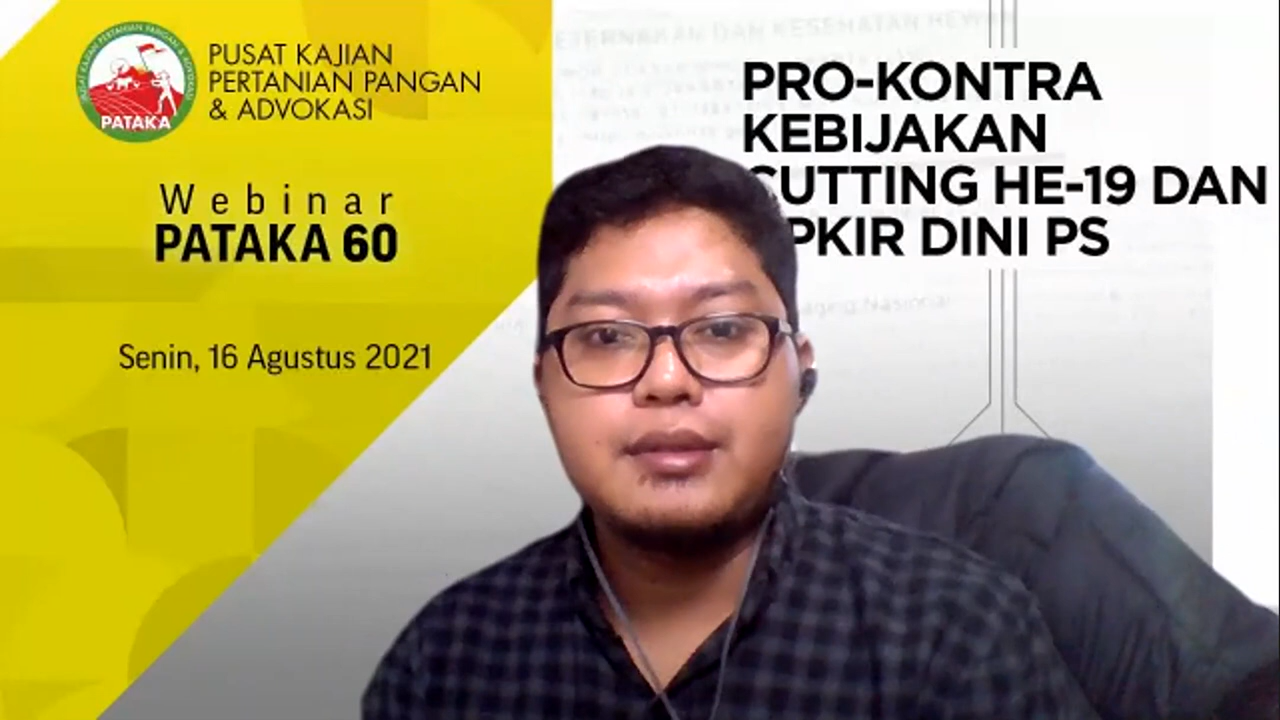 PUSAT KAJIAN
PERTANIAN PANGAN
& ADVOKASI
PATAKA
Webinar
PATAKA 60
Senin, 16 Agustus 2021
PRO-KONTRA
KEBIJAKAN
CUTTING HE-19 DAN
PKIR DINI PS